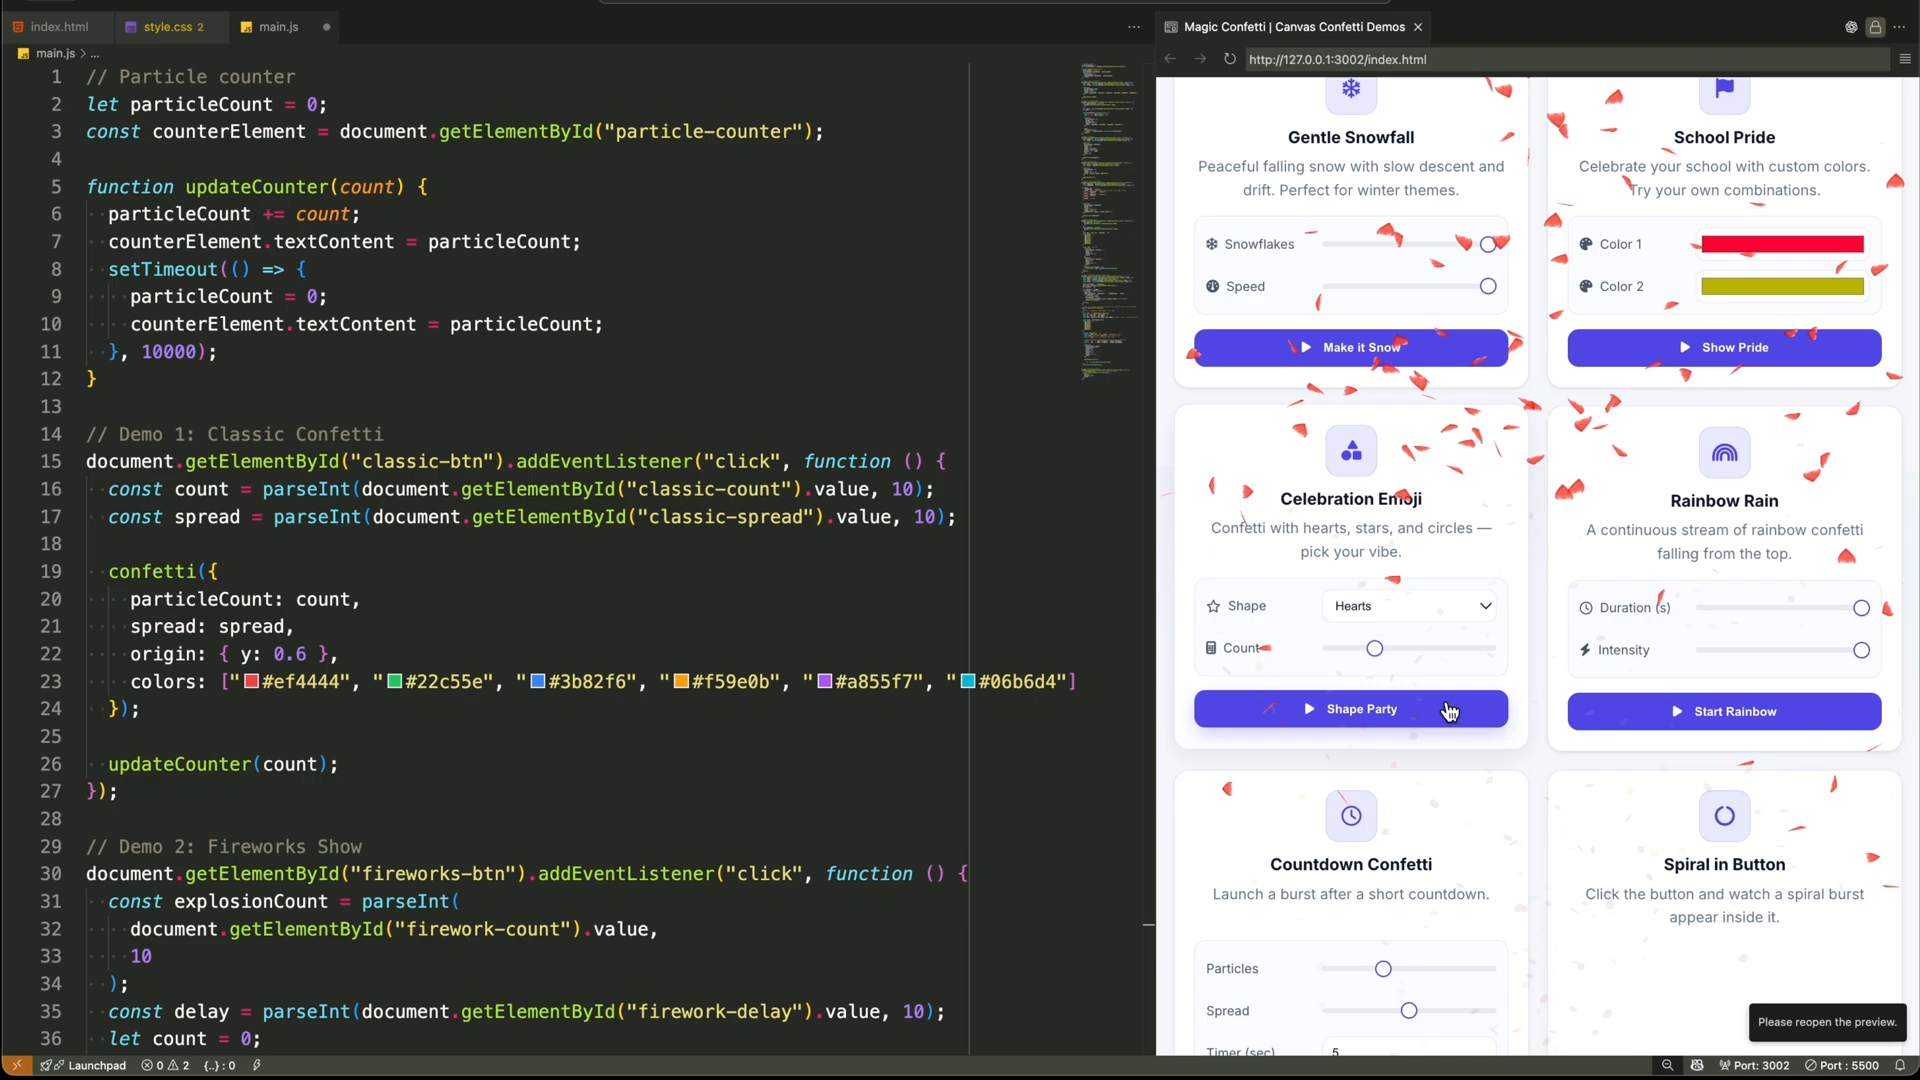 index.html
style.css 2
main.js
main.js > ...
1 // Particle counter
2 let particleCount = 0;
3 const counterElement = document.getElementById("particle-counter");
4
5 function updateCounter(count) {
6 particleCount += count;
7 counterElement.textContent = particleCount;
8 setTimeout(() => {
9 particleCount = 0;
10 counterElement.textContent = particleCount;
11 }, 10000);
12 }
13
14 // Demo 1: Classic Confetti
15 document.getElementById("classic-btn").addEventListener("click", function () {
16 const count = parseInt(document.getElementById("classic-count").value, 10);
17 const spread = parseInt(document.getElementById("classic-spread").value, 10);
18
19 confetti({
20 particleCount: count,
21 spread: spread,
22 origin: { y: 0.6 },
23 colors: ["#ef4444", "#22c55e", "#3b82f6", "#f59e0b", "#a855f7", "#06b6d4"]
24 });
25
26 updateCounter(count);
27 });
28
29 // Demo 2: Fireworks Show
30 document.getElementById("fireworks-btn").addEventListener("click", function () {
31 const explosionCount = parseInt(
32 document.getElementById("firework-count").value,
33 10
34 );
35 const delay = parseInt(document.getElementById("firework-delay").value, 10);
36 let count = 0;
Launchpad
0 2
{..} : 0
Magic Confetti | Canvas Confetti Demos
http://127.0.0.1:3002/index.html
Gentle Snowfall
Peaceful falling snow with slow descent and
drift. Perfect for winter themes.
Snowflakes
Speed
Make it Snow
School Pride
Celebrate your school with custom colors.
Try your own combinations.
Color 1
Color 2
Show Pride
Celebration Emoji
Confetti with hearts, stars, and circles —
pick your vibe.
Shape
Hearts
Count
Shape Party
Rainbow Rain
A continuous stream of rainbow confetti
falling from the top.
Duration (s)
Intensity
Start Rainbow
Countdown Confetti
Launch a burst after a short countdown.
Particles
Spread
Timer (sec)
5
Spiral in Button
Click the button and watch a spiral burst
appear inside it.
Please reopen the preview.
Port: 3002
Port : 5500